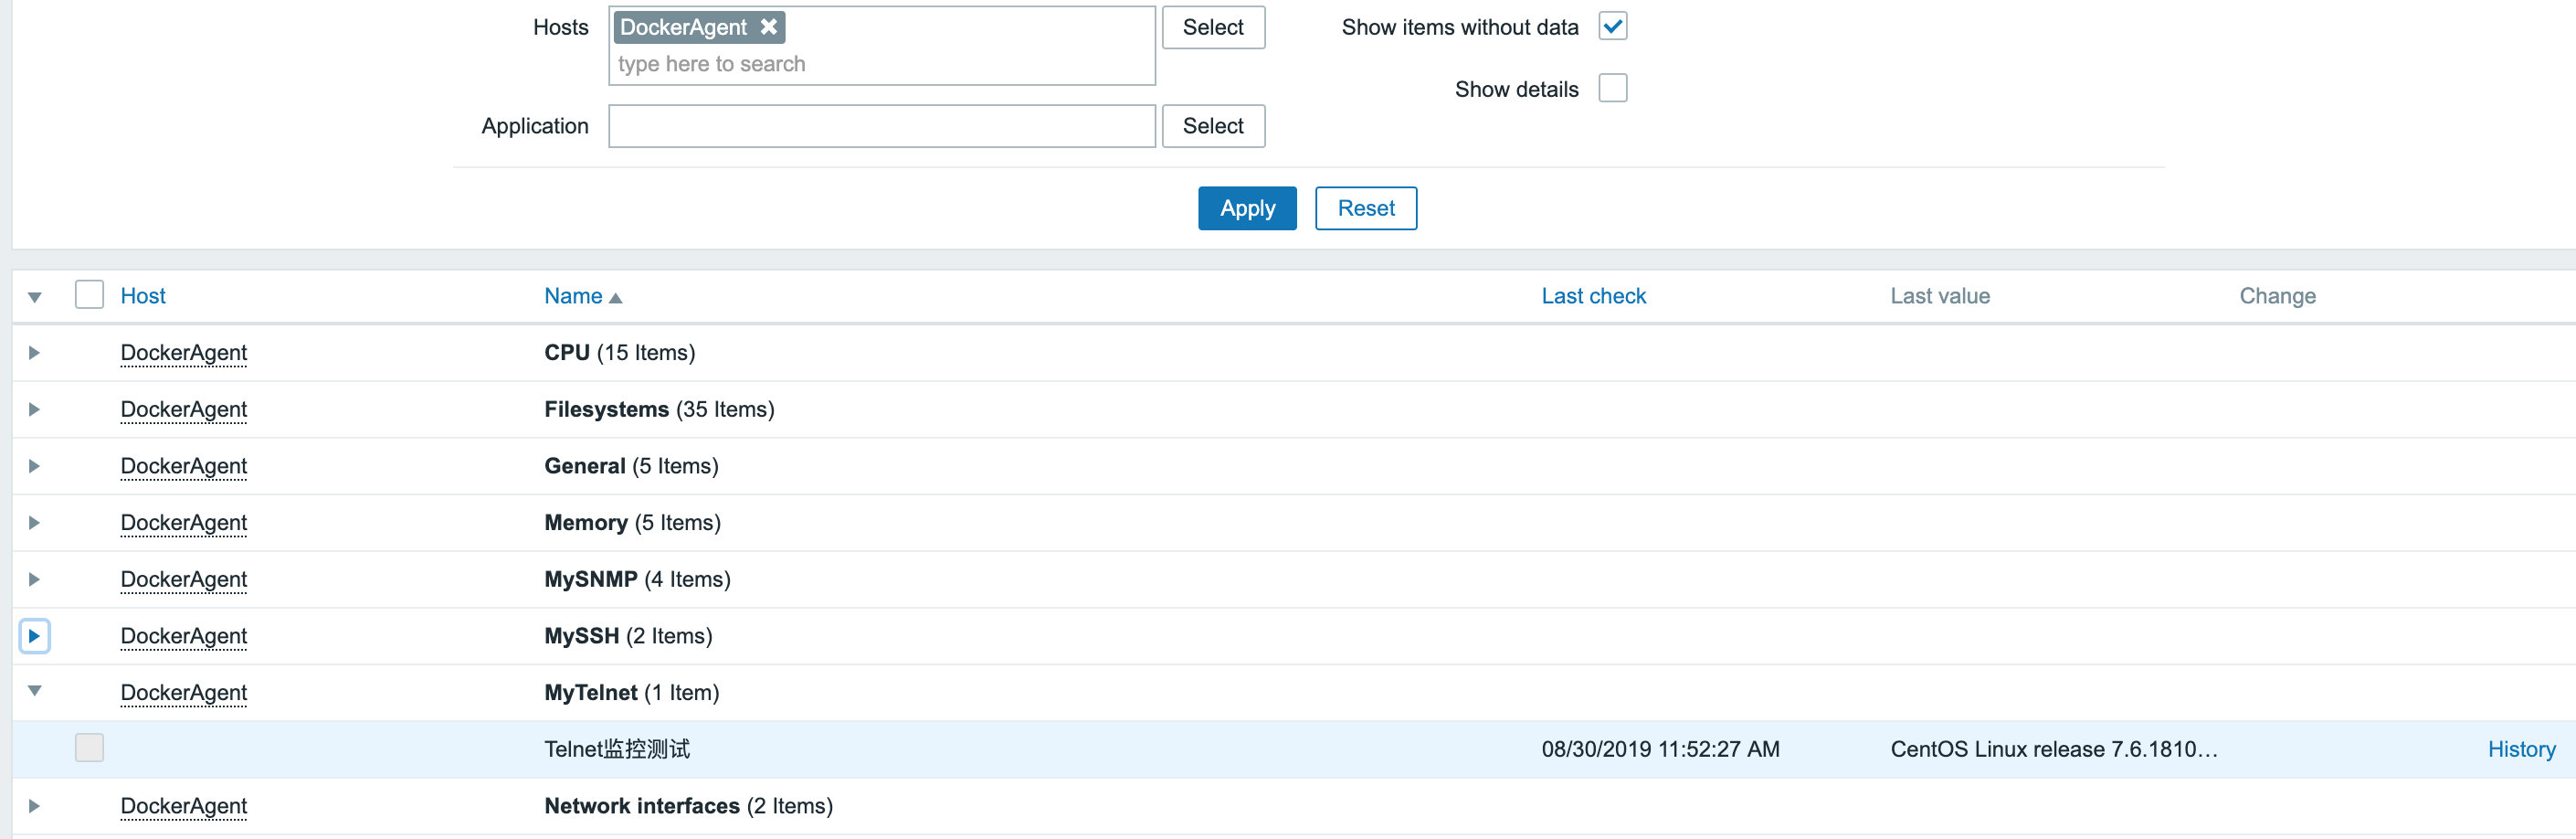 Hosts DockerAgent Select Show items without data
type here to search
Show details
Application Select
Apply Reset
Host Name Last check Last value Change
DockerAgent CPU (15 Items)
DockerAgent Filesystems (35 Items)
DockerAgent General (5 Items)
DockerAgent Memory (5 Items)
DockerAgent MySNMP (4 Items)
DockerAgent MySSH (2 Items)
DockerAgent MyTelnet (1 Item)
Telnet监控测试 08/30/2019 11:52:27 AM CentOS Linux release 7.6.1810… History
DockerAgent Network interfaces (2 Items)